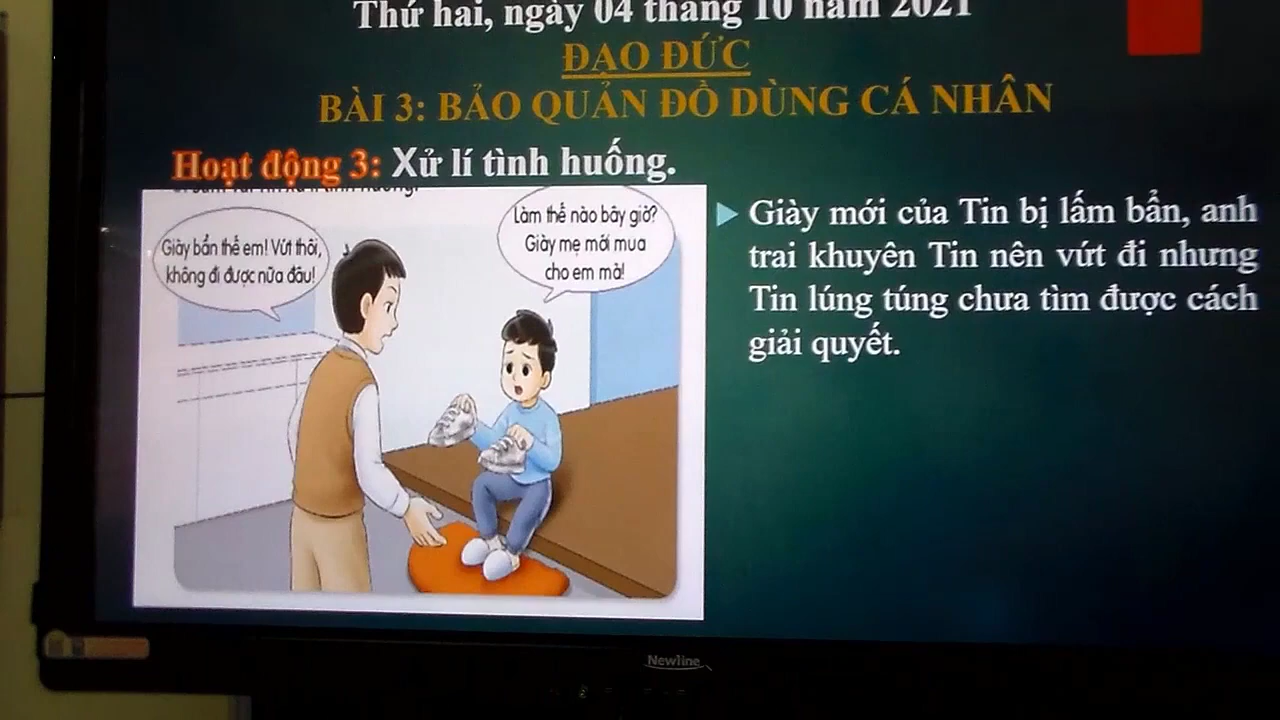 Thứ hai, ngày 04 tháng 10 năm 2021
ĐẠO ĐỨC
BÀI 3: BẢO QUẢN ĐỒ DÙNG CÁ NHÂN
Hoạt động 3: Xử lí tình huống.
Giày bẩn thế em! Vứt thôi,
không đi được nữa đâu!
Làm thế nào bây giờ?
Giày mẹ mới mua
cho em mà!
Giày mới của Tin bị lấm bẩn, anh
trai khuyên Tin nên vứt đi nhưng
Tin lúng túng chưa tìm được cách
giải quyết.
Newline